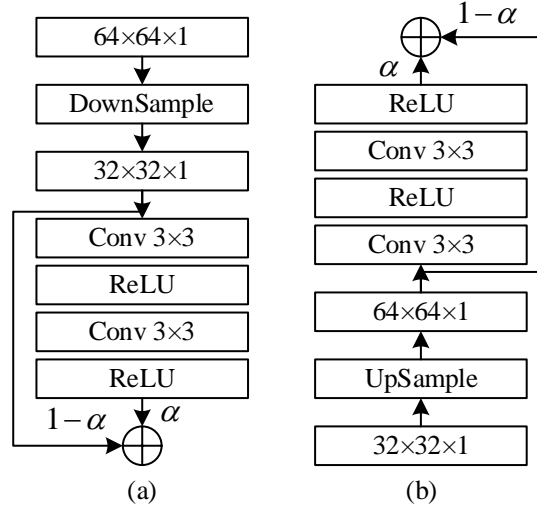 64×64×1
DownSample
32×32×1
Conv 3×3
ReLU
Conv 3×3
ReLU
1−α
α
(a)
1−α
α
ReLU
Conv 3×3
ReLU
Conv 3×3
64×64×1
UpSample
32×32×1
(b)